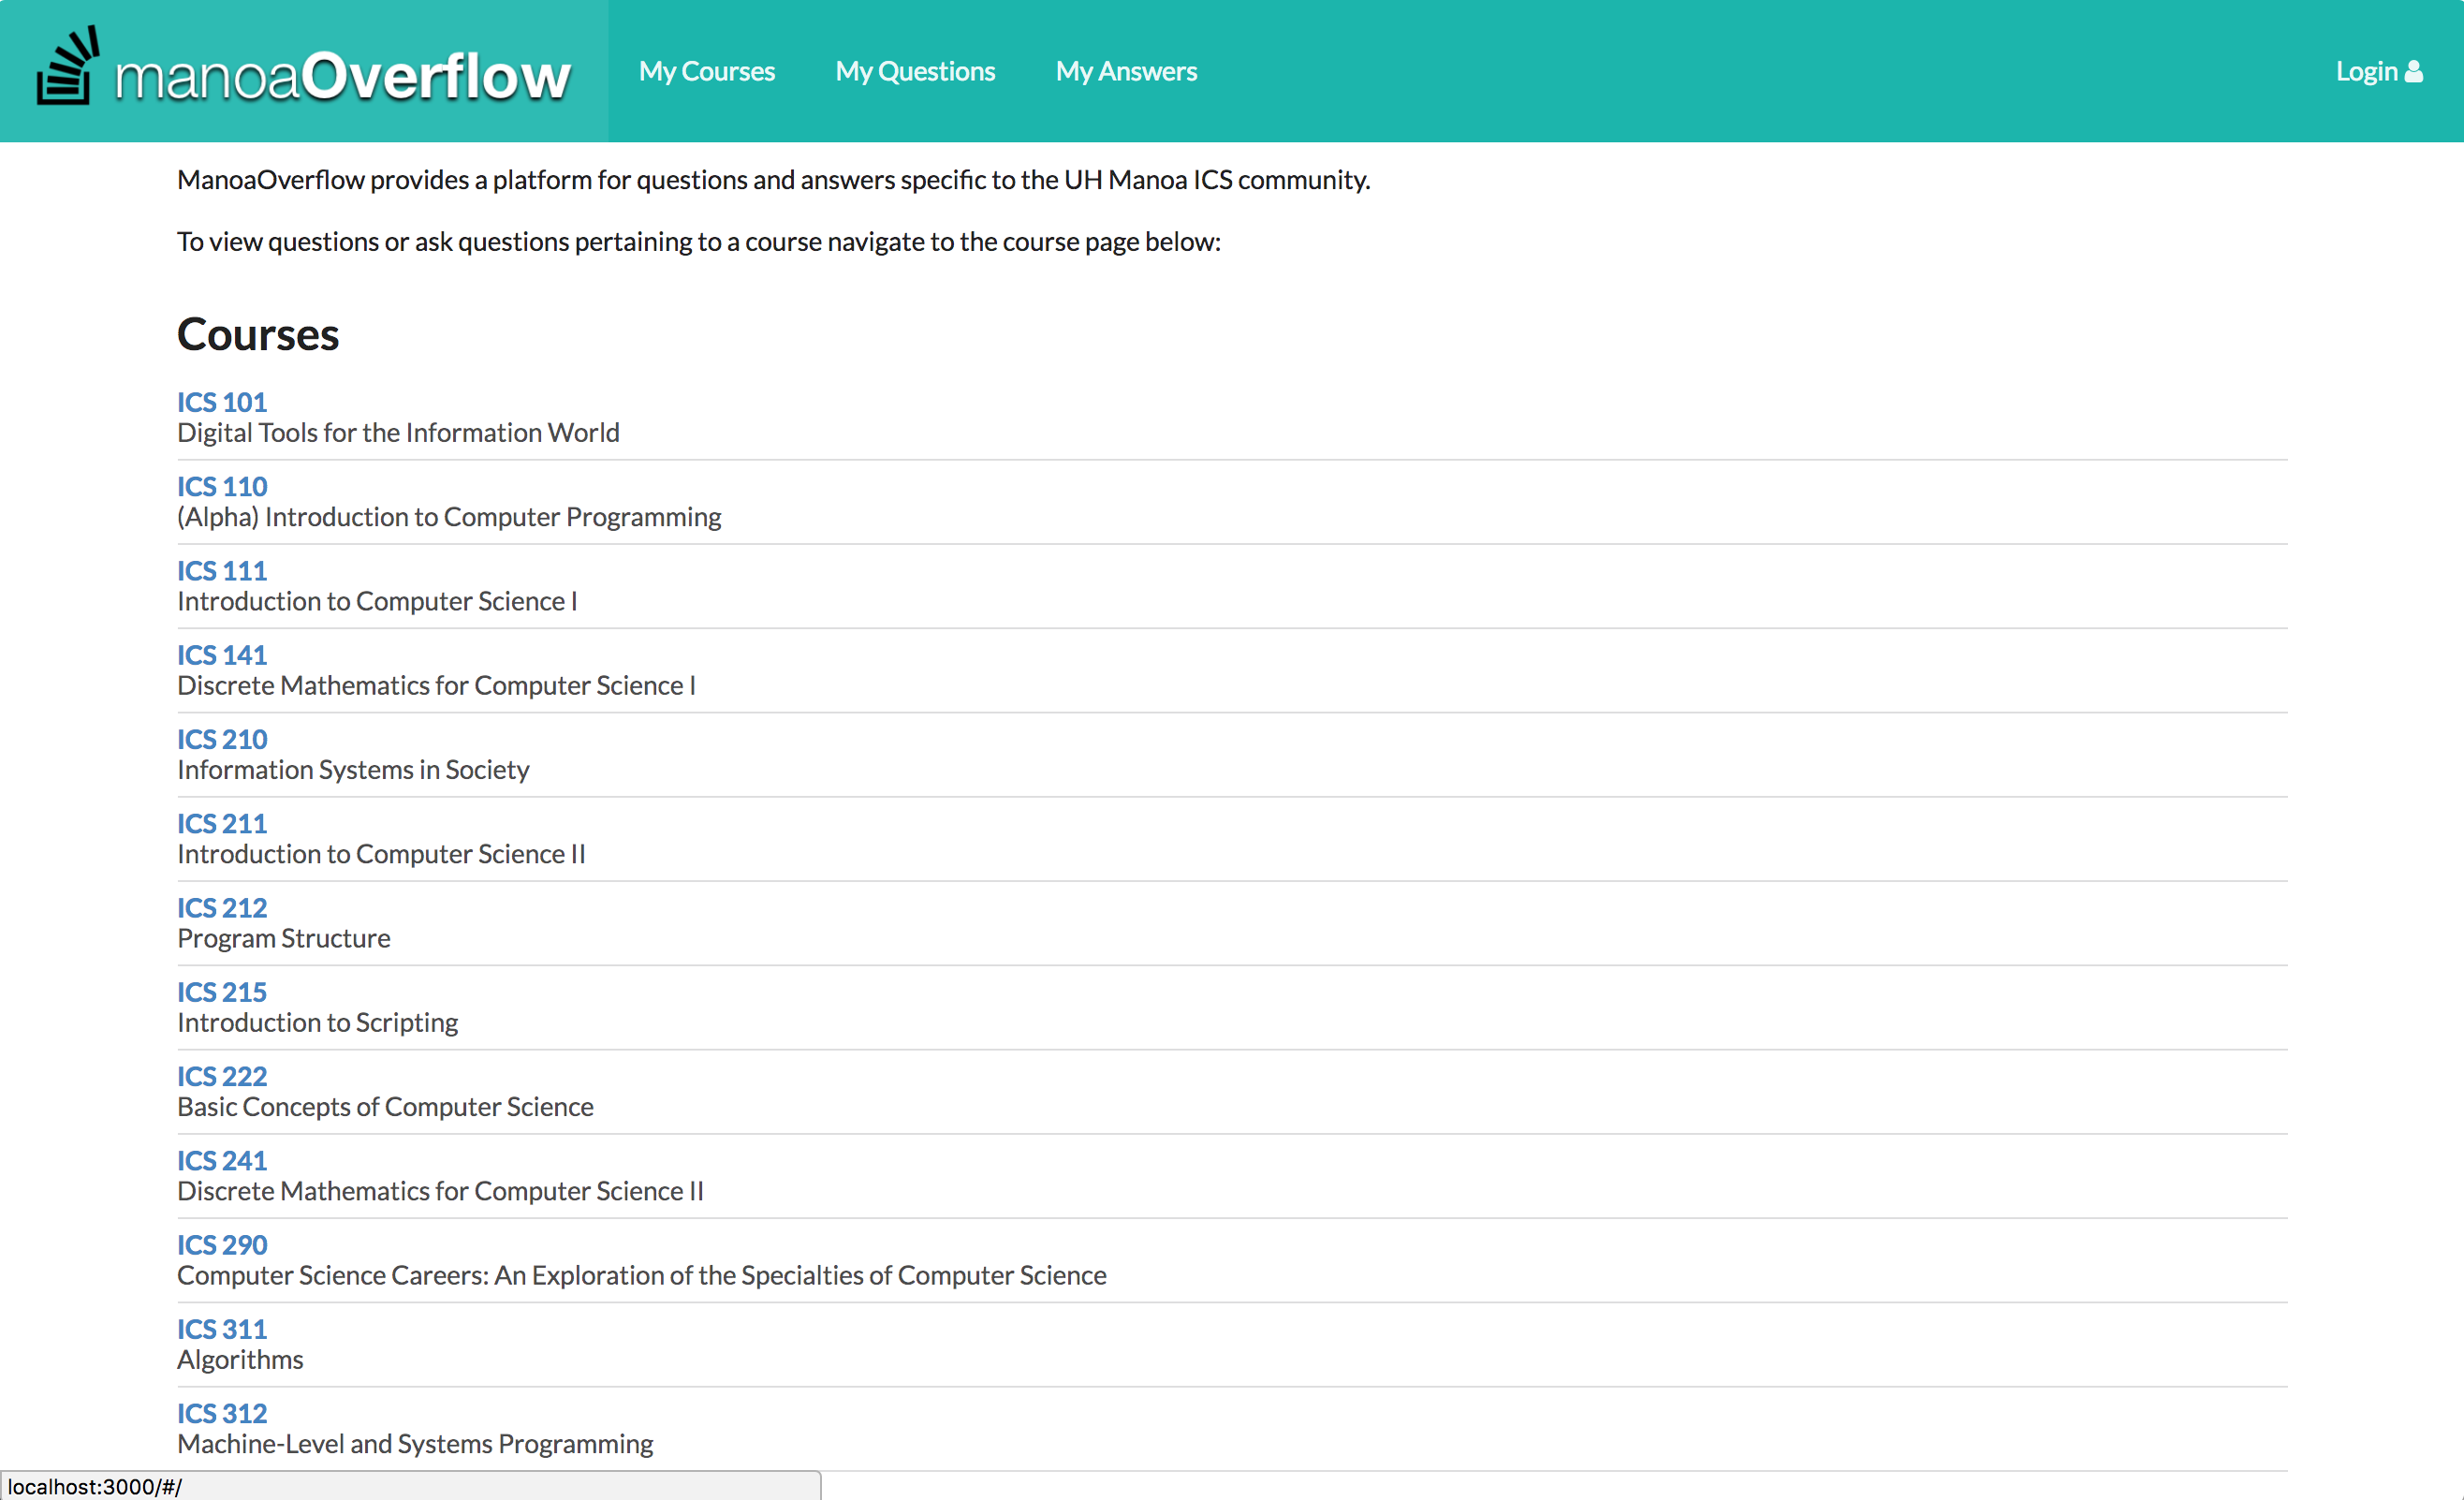 manoaOverflow My Courses My Questions My Answers Login
ManoaOverflow provides a platform for questions and answers specific to the UH Manoa ICS community.
To view questions or ask questions pertaining to a course navigate to the course page below:
Courses
ICS 101
Digital Tools for the Information World
ICS 110
(Alpha) Introduction to Computer Programming
ICS 111
Introduction to Computer Science I
ICS 141
Discrete Mathematics for Computer Science I
ICS 210
Information Systems in Society
ICS 211
Introduction to Computer Science II
ICS 212
Program Structure
ICS 215
Introduction to Scripting
ICS 222
Basic Concepts of Computer Science
ICS 241
Discrete Mathematics for Computer Science II
ICS 290
Computer Science Careers: An Exploration of the Specialties of Computer Science
ICS 311
Algorithms
ICS 312
Machine-Level and Systems Programming
localhost:3000/#/